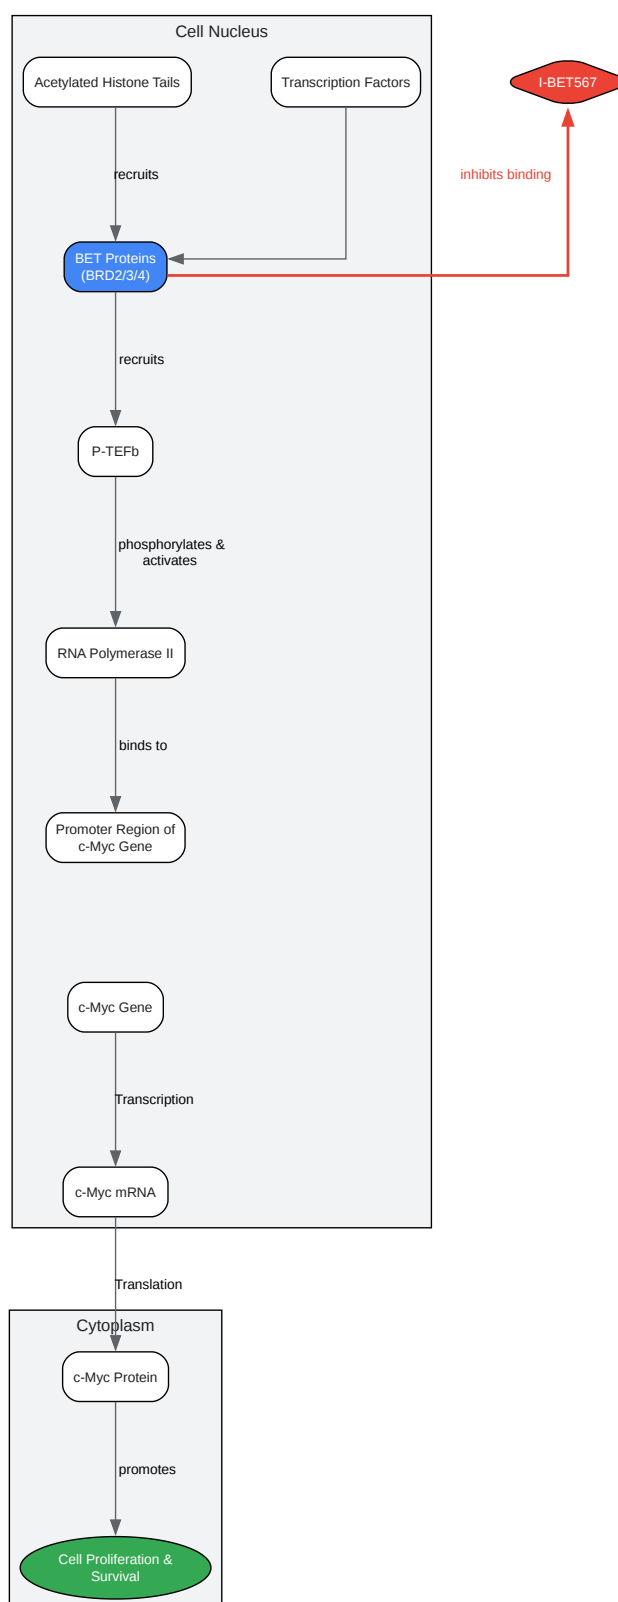 Cell Nucleus
Acetylated Histone Tails
Transcription Factors
I-BET567
recruits
inhibits binding
BET Proteins
(BRD2/3/4)
recruits
P-TEFb
phosphorylates &
activates
RNA Polymerase II
binds to
Promoter Region of
c-Myc Gene
c-Myc Gene
Transcription
c-Myc mRNA
Translation
Cytoplasm
c-Myc Protein
promotes
Cell Proliferation &
Survival